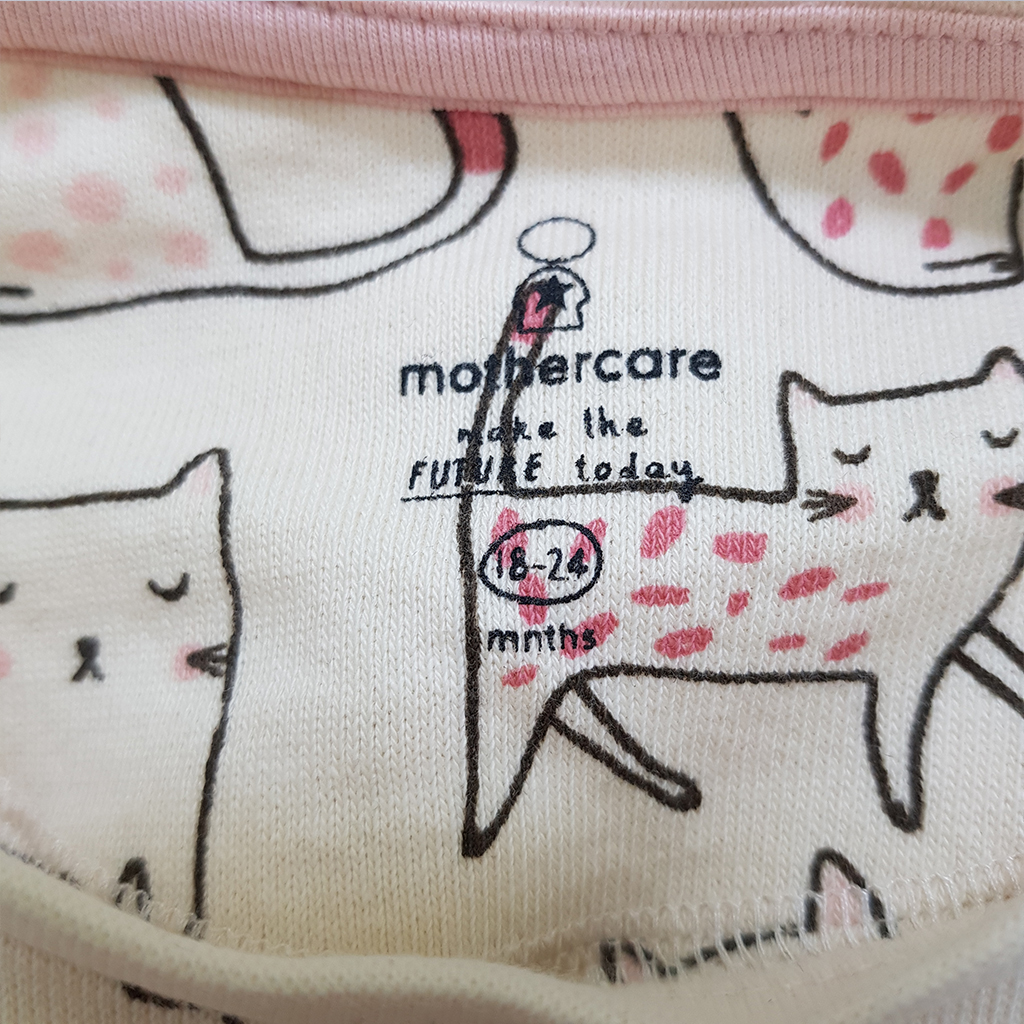 mothercare
make the
FUTURE today
18-24
mnths